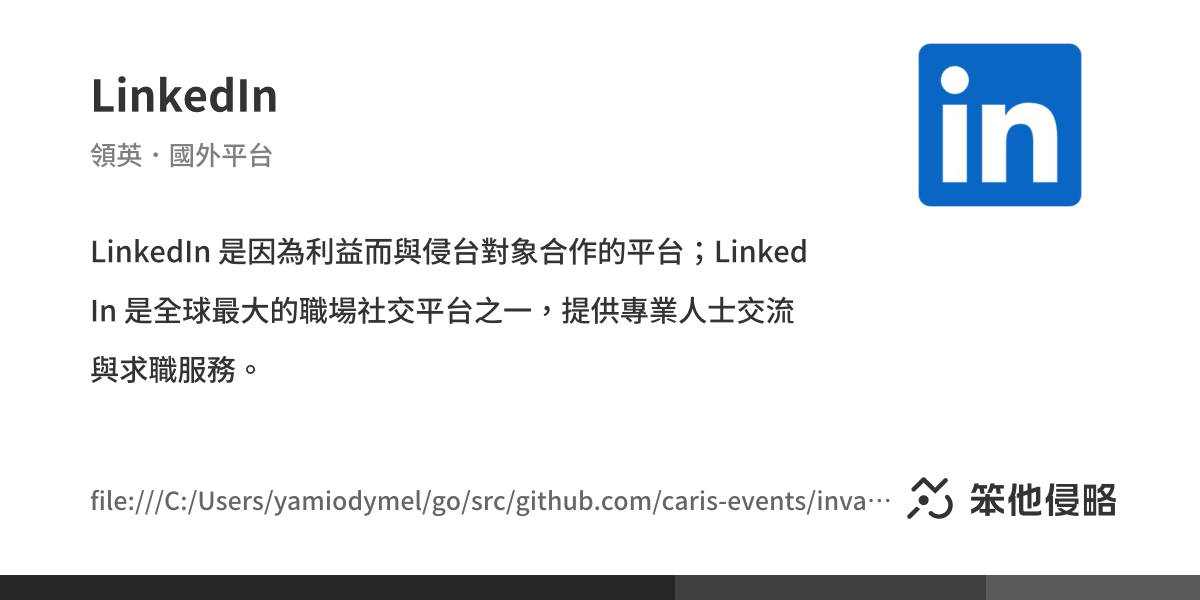 LinkedIn
領英・國外平台
in
LinkedIn 是因為利益而與侵台對象合作的平台；Linked
In 是全球最大的職場社交平台之一，提供專業人士交流
與求職服務。
file:///C:/Users/yamiodymel/go/src/github.com/caris-events/inva…
笨他侵略